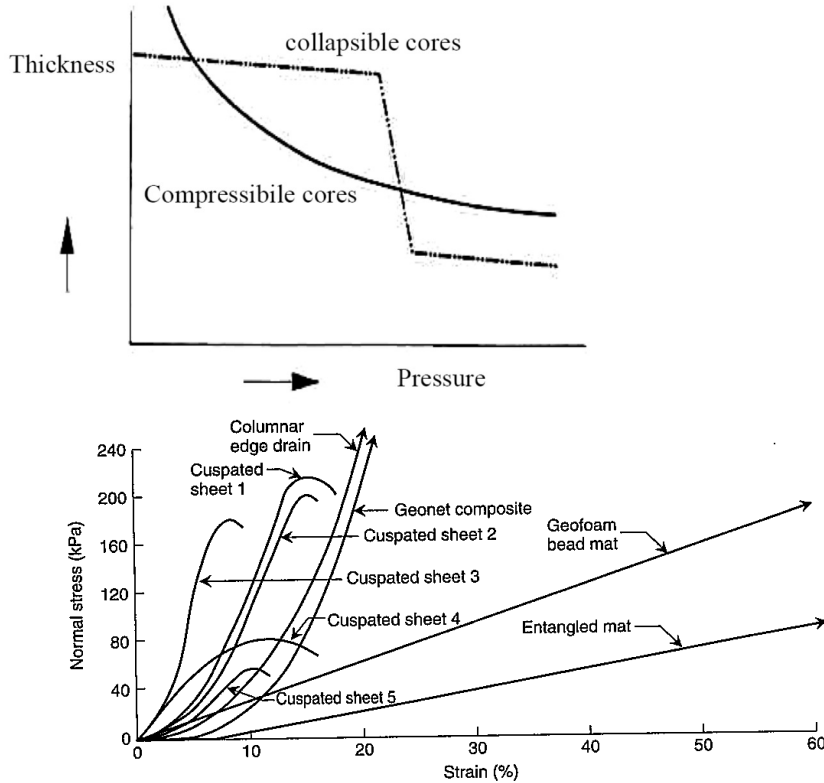 collapsible cores
Thickness
Compressibile cores
Pressure
Columnar
edge drain
240
Cuspated
sheet 1
200
Geonet composite
Cuspated sheet 2
Geofoam
bead mat
160
Cuspated sheet 3
120
Cuspated sheet 4
Entangled mat
80
40
Cuspated sheet 5
0
Normal stress (kPa)
0 10 20 30 40 50 60
Strain (%)